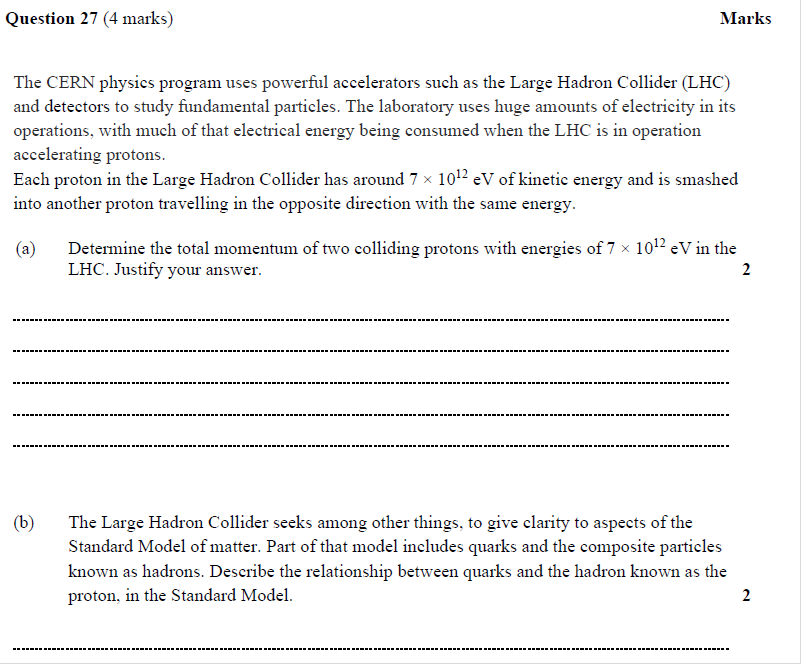 Question 27 (4 marks) Marks
The CERN physics program uses powerful accelerators such as the Large Hadron Collider (LHC)
and detectors to study fundamental particles. The laboratory uses huge amounts of electricity in its
operations, with much of that electrical energy being consumed when the LHC is in operation
accelerating protons.
Each proton in the Large Hadron Collider has around 7 × 10¹² eV of kinetic energy and is smashed
into another proton travelling in the opposite direction with the same energy.
(a) Determine the total momentum of two colliding protons with energies of 7 × 10¹² eV in the
LHC. Justify your answer. 2
(b) The Large Hadron Collider seeks among other things, to give clarity to aspects of the
Standard Model of matter. Part of that model includes quarks and the composite particles
known as hadrons. Describe the relationship between quarks and the hadron known as the
proton, in the Standard Model. 2